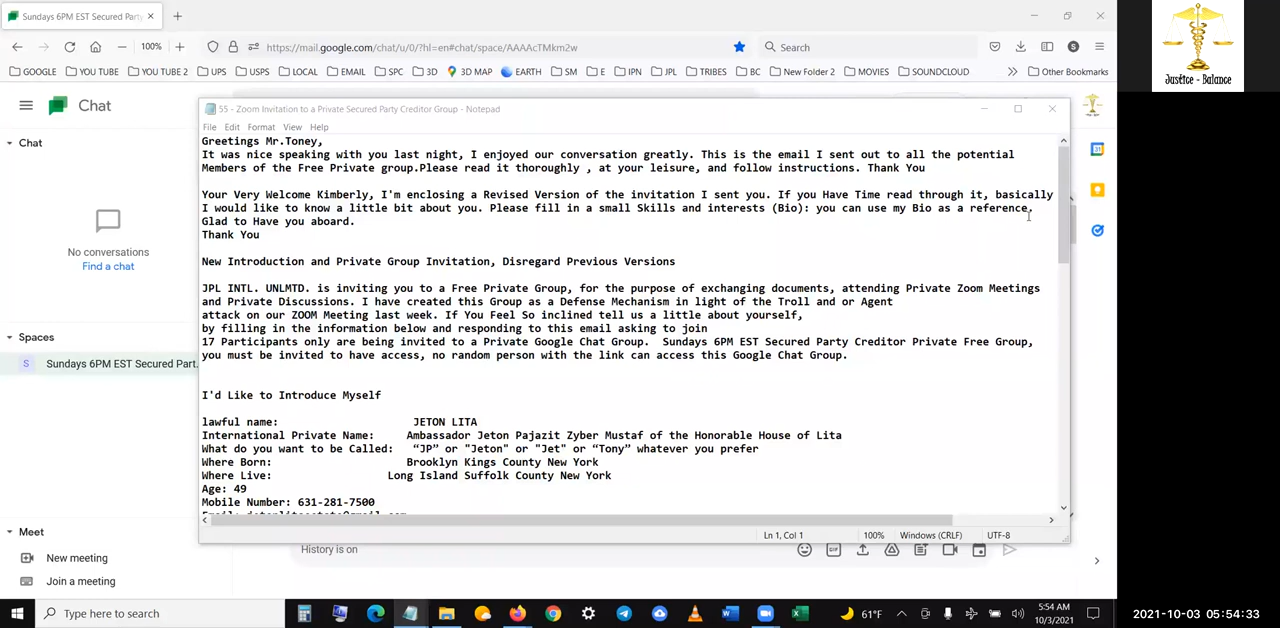 Sundays 6PM EST Secured Party
100%
https://mail.google.com/chat/u/0/?hl=en#chat/space/AAAAcTMkm2w
Search
GOOGLE YOU TUBE YOU TUBE 2 UPS USPS LOCAL EMAIL SPC 3D 3D MAP EARTH SM E IPN JPL TRIBES BC New Folder 2 MOVIES SOUNDCLOUD Other Bookmarks
Justice - Balance
Chat
55 - Zoom Invitation to a Private Secured Party Creditor Group - Notepad
File Edit Format View Help
Greetings Mr.Toney,
It was nice speaking with you last night, I enjoyed our conversation greatly. This is the email I sent out to all the potential
Members of the Free Private group.Please read it thoroughly , at your leisure, and follow instructions. Thank You
Your Very Welcome Kimberly, I'm enclosing a Revised Version of the invitation I sent you. If you Have Time read through it, basically
I would like to know a little bit about you. Please fill in a small Skills and interests (Bio): you can use my Bio as a reference.
Glad to Have you aboard.
Thank You
New Introduction and Private Group Invitation, Disregard Previous Versions
JPL INTL. UNLMTD. is inviting you to a Free Private Group, for the purpose of exchanging documents, attending Private Zoom Meetings
and Private Discussions. I have created this Group as a Defense Mechanism in light of the Troll and or Agent
attack on our ZOOM Meeting last week. If You Feel So inclined tell us a little about yourself,
by filling in the information below and responding to this email asking to join
17 Participants only are being invited to a Private Google Chat Group.  Sundays 6PM EST Secured Party Creditor Private Free Group,
you must be invited to have access, no random person with the link can access this Google Chat Group.
I'd Like to Introduce Myself
lawful name: JETON LITA
International Private Name: Ambassador Jeton Pajazit Zyber Mustaf of the Honorable House of Lita
What do you want to be Called: “JP” or "Jeton" or "Jet" or “Tony” whatever you prefer
Where Born: Brooklyn Kings County New York
Where Live: Long Island Suffolk County New York
Age: 49
Mobile Number: 631-281-7500
Ln 1, Col 1 100% Windows (CRLF) UTF-8
Chat
No conversations
Find a chat
Spaces
S Sundays 6PM EST Secured Part...
History is on
Meet
New meeting
Join a meeting
Type here to search
61°F
5:54 AM
10/3/2021
2021-10-03 05:54:33